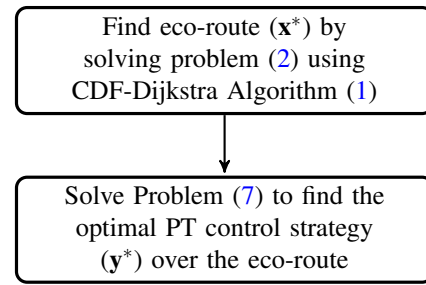 Find eco-route (x*) by
solving problem (2) using
CDF-Dijkstra Algorithm (1)
Solve Problem (7) to find the
optimal PT control strategy
(y*) over the eco-route